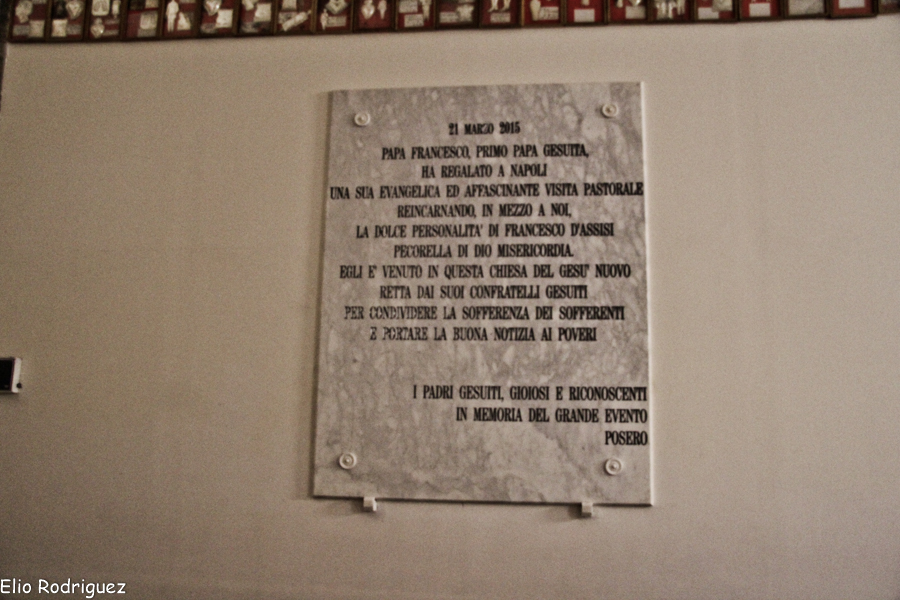 21 MARZO 2015
PAPA FRANCESCO, PRIMO PAPA GESUITA,
HA REGALATO A NAPOLI
UNA SUA EVANGELICA ED AFFASCINANTE VISITA PASTORALE
REINCARNANDO, IN MEZZO A NOI,
LA DOLCE PERSONALITA' DI FRANCESCO D'ASSISI
PECORELLA DI DIO MISERICORDIA.
EGLI E' VENUTO IN QUESTA CHIESA DEL GESU' NUOVO
RETTA DAI SUOI CONFRATELLI GESUITI
PER CONDIVIDERE LA SOFFERENZA DEI SOFFERENTI
E PORTARE LA BUONA NOTIZIA AI POVERI
I PADRI GESUITI, GIOIOSI E RICONOSCENTI
IN MEMORIA DEL GRANDE EVENTO
POSERO
Elio Rodriguez